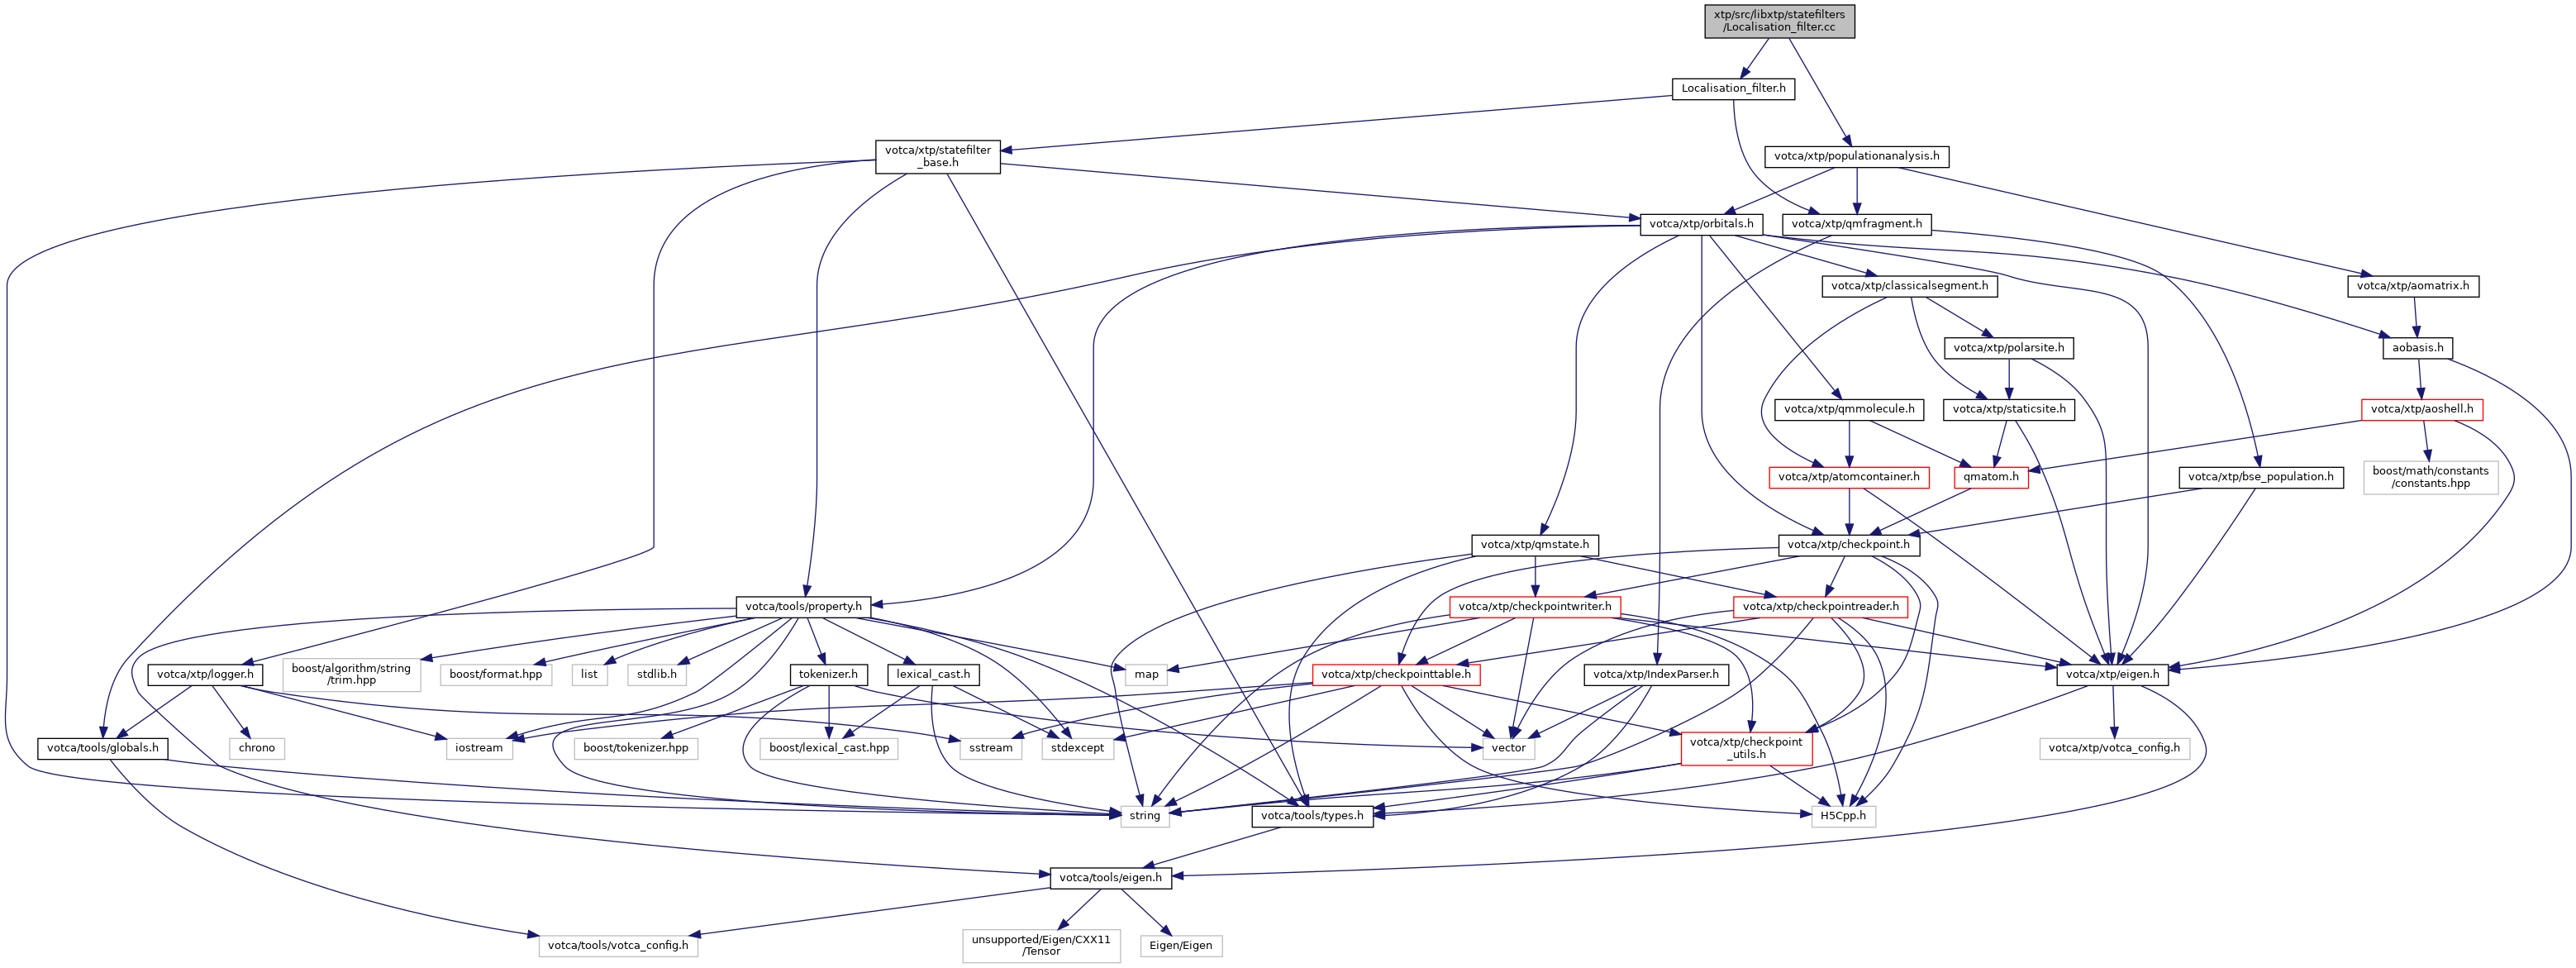 xtp/src/libxtp/statefilters
/Localisation_filter.cc
Localisation_filter.h
votca/xtp/statefilter
_base.h
votca/xtp/populationanalysis.h
votca/xtp/orbitals.h
votca/xtp/qmfragment.h
votca/xtp/classicalsegment.h
votca/xtp/aomatrix.h
votca/xtp/polarsite.h
aobasis.h
votca/xtp/qmmolecule.h
votca/xtp/staticsite.h
votca/xtp/aoshell.h
votca/xtp/atomcontainer.h
qmatom.h
votca/xtp/bse_population.h
boost/math/constants
/constants.hpp
votca/xtp/qmstate.h
votca/xtp/checkpoint.h
votca/tools/property.h
votca/xtp/checkpointwriter.h
votca/xtp/checkpointreader.h
votca/xtp/logger.h
boost/algorithm/string
/trim.hpp
boost/format.hpp
list
stdlib.h
tokenizer.h
lexical_cast.h
map
votca/xtp/checkpointtable.h
votca/xtp/IndexParser.h
votca/xtp/eigen.h
votca/tools/globals.h
chrono
iostream
boost/tokenizer.hpp
boost/lexical_cast.hpp
sstream
stdexcept
vector
votca/xtp/checkpoint
_utils.h
votca/xtp/votca_config.h
string
votca/tools/types.h
H5Cpp.h
votca/tools/eigen.h
votca/tools/votca_config.h
unsupported/Eigen/CXX11
/Tensor
Eigen/Eigen